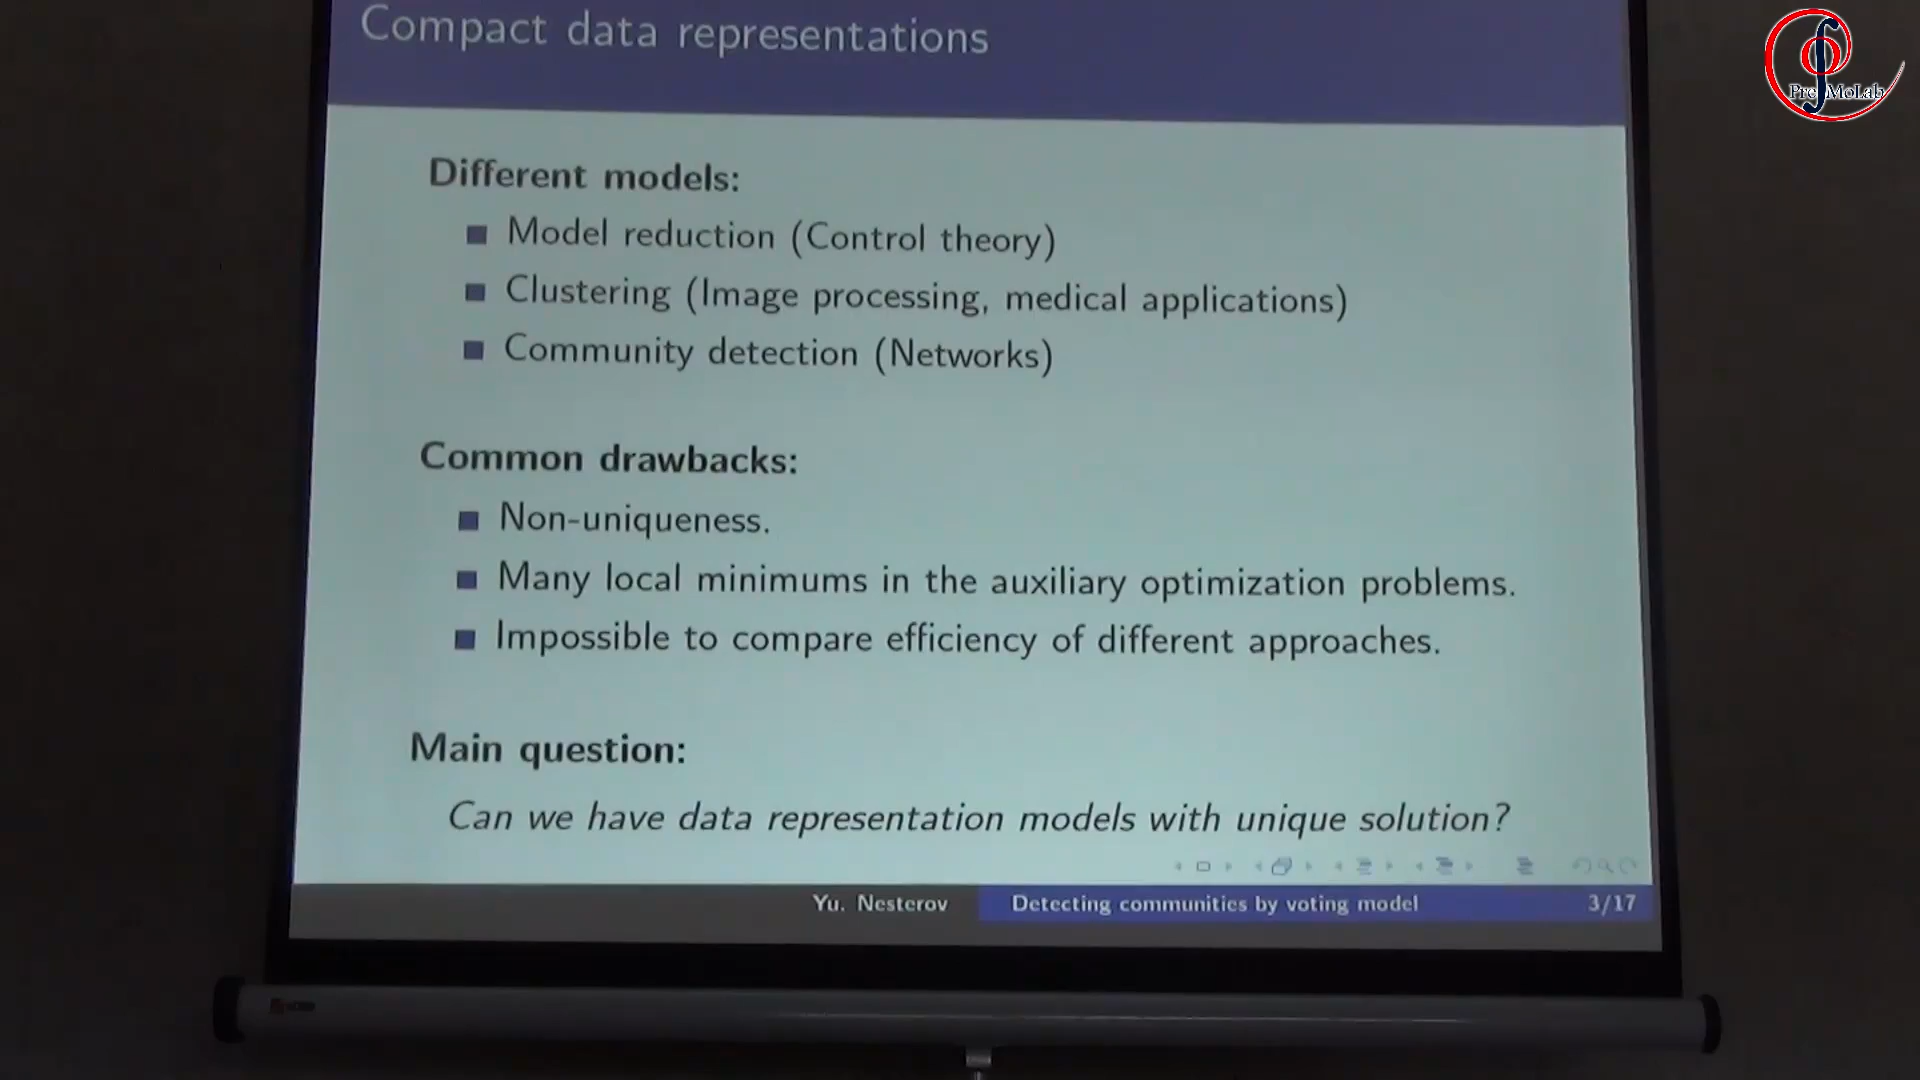 Compact data representations
PreMoLab
Different models:
Model reduction (Control theory)
Clustering (Image processing, medical applications)
Community detection (Networks)
Common drawbacks:
Non-uniqueness.
Many local minimums in the auxiliary optimization problems.
Impossible to compare efficiency of different approaches.
Main question:
Can we have data representation models with unique solution?
Yu. Nesterov
Detecting communities by voting model
3/17